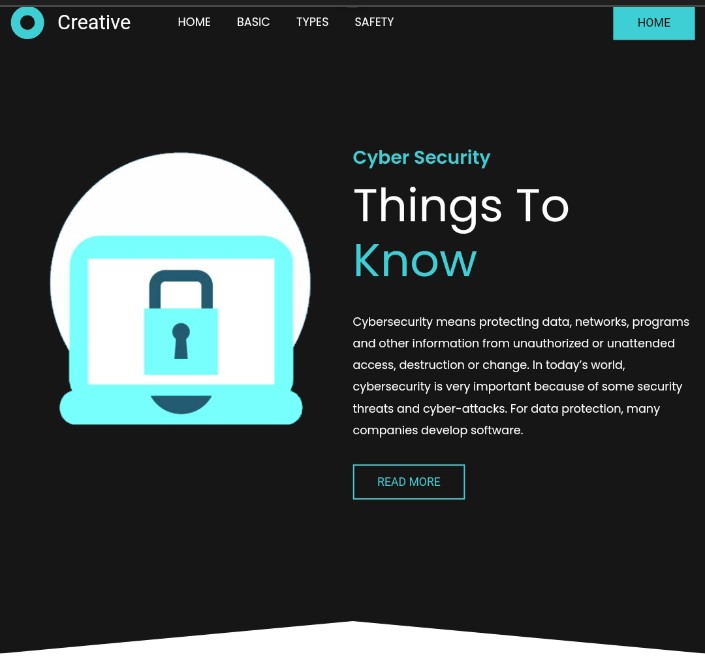 Creative
HOME BASIC TYPES SAFETY
HOME
Cyber Security
Things To
Know
Cybersecurity means protecting data, networks, programs
and other information from unauthorized or unattended
access, destruction or change. In today's world,
cybersecurity is very important because of some security
threats and cyber-attacks. For data protection, many
companies develop software.
READ MORE